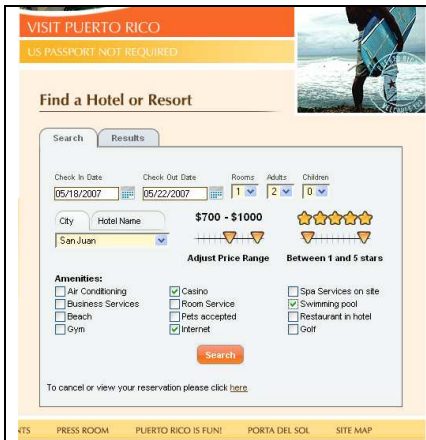 VISIT PUERTO RICO
US PASSPORT NOT REQUIRED
Find a Hotel or Resort
Search Results
Check In Date Check Out Date Rooms Adults Children
05/18/2007 05/22/2007 1 2 0
City Hotel Name $700 - $1000
San Juan
Adjust Price Range Between 1 and 5 stars
Amenities:
Air Conditioning Casino Spa Services on site
Business Services Room Service Swimming pool
Beach Pets accepted Restaurant in hotel
Gym Internet Golf
Search
To cancel or view your reservation please click here
NTS PRESS ROOM PUERTO RICO IS FUN! PORTA DEL SOL SITE MAP